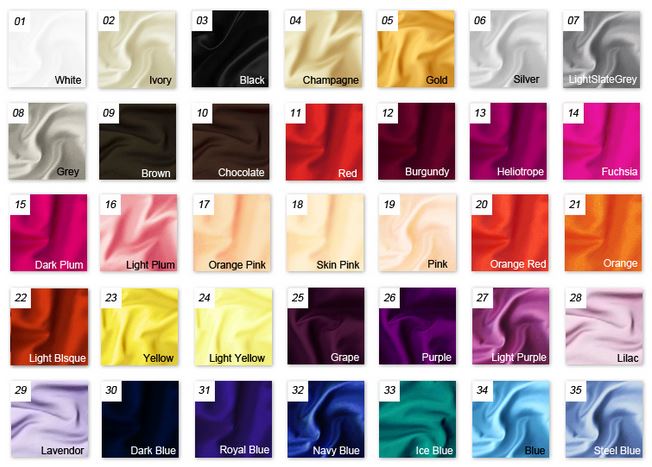 01
White
02
Ivory
03
Black
04
Champagne
05
Gold
06
Silver
07
LightSlateGrey
08
Grey
09
Brown
10
Chocolate
11
Red
12
Burgundy
13
Heliotrope
14
Fuchsia
15
Dark Plum
16
Light Plum
17
Orange Pink
18
Skin Pink
19
Pink
20
Orange Red
21
Orange
22
Light BIsque
23
Yellow
24
Light Yellow
25
Grape
26
Purple
27
Light Purple
28
Lilac
29
Lavendor
30
Dark Blue
31
Royal Blue
32
Navy Blue
33
Ice Blue
34
Blue
35
Steel Blue